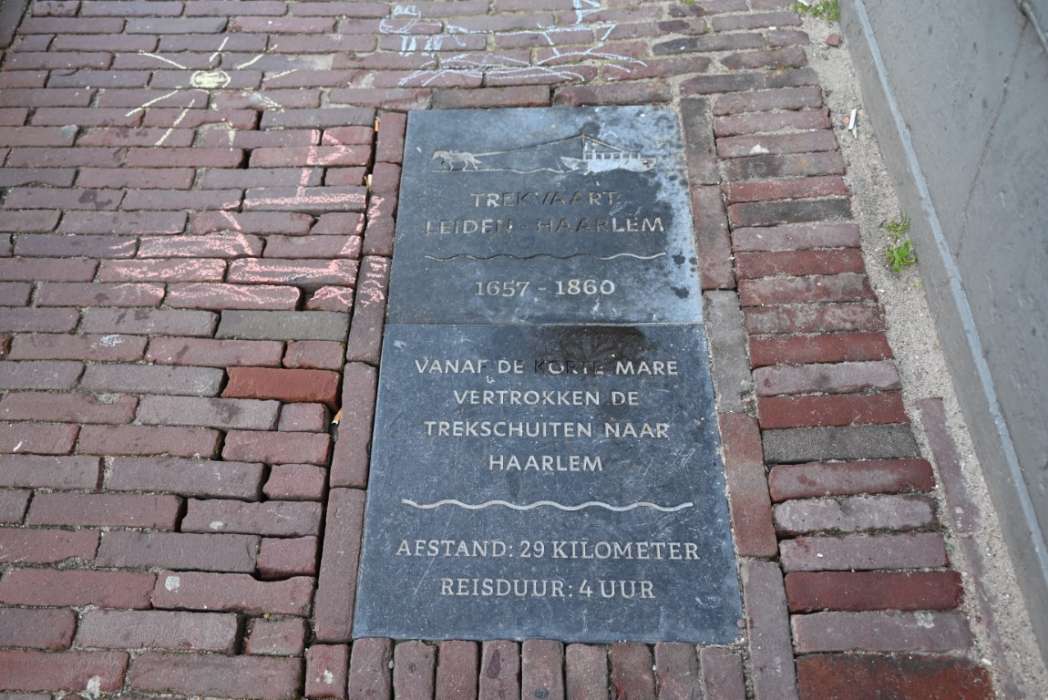 TREKVAART
LEIDEN - HAARLEM
1657 - 1860
VANAF DE KORTE MARE
VERTROKKEN DE
TREKSCHUITEN NAAR
HAARLEM
AFSTAND: 29 KILOMETER
REISDUUR: 4 UUR